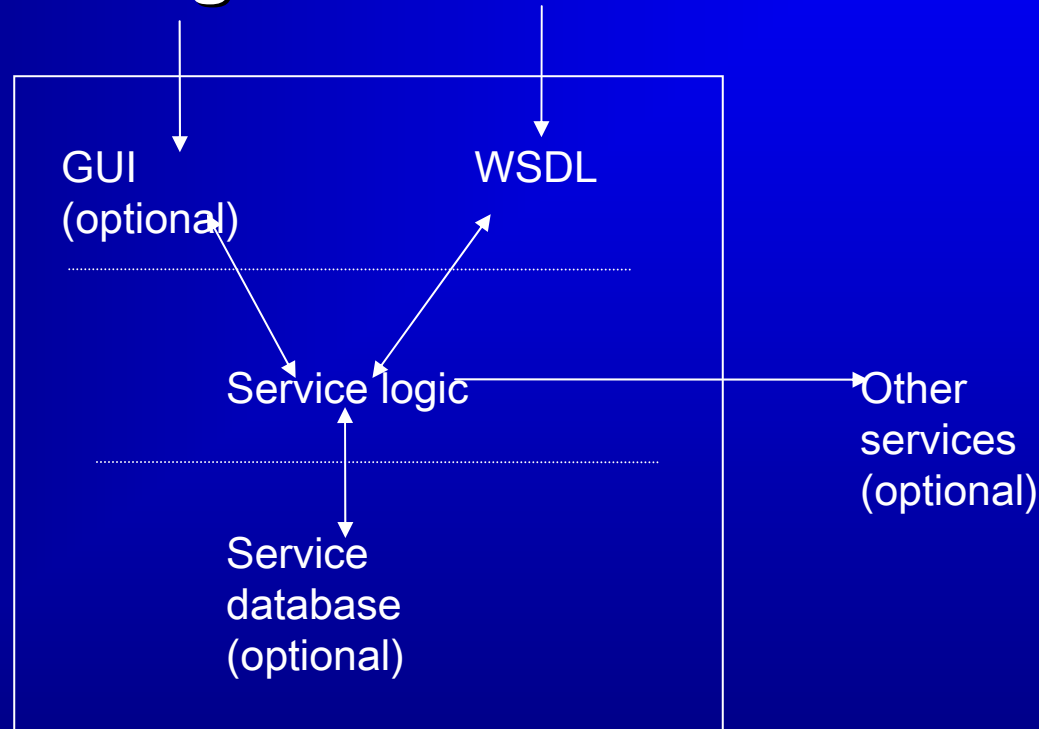 GUI
(optional)
WSDL
Service logic
Other
services
(optional)
Service
database
(optional)